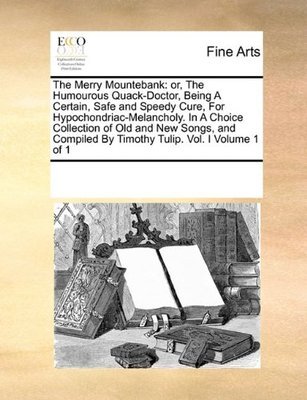 ECCO
Eighteenth Century
Collections Online
Print Editions
Fine Arts
The Merry Mountebank: or, The
Humourous Quack-Doctor, Being A
Certain, Safe and Speedy Cure, For
Hypochondriac-Melancholy. In A Choice
Collection of Old and New Songs, and
Compiled By Timothy Tulip. Vol. I Volume 1
of 1